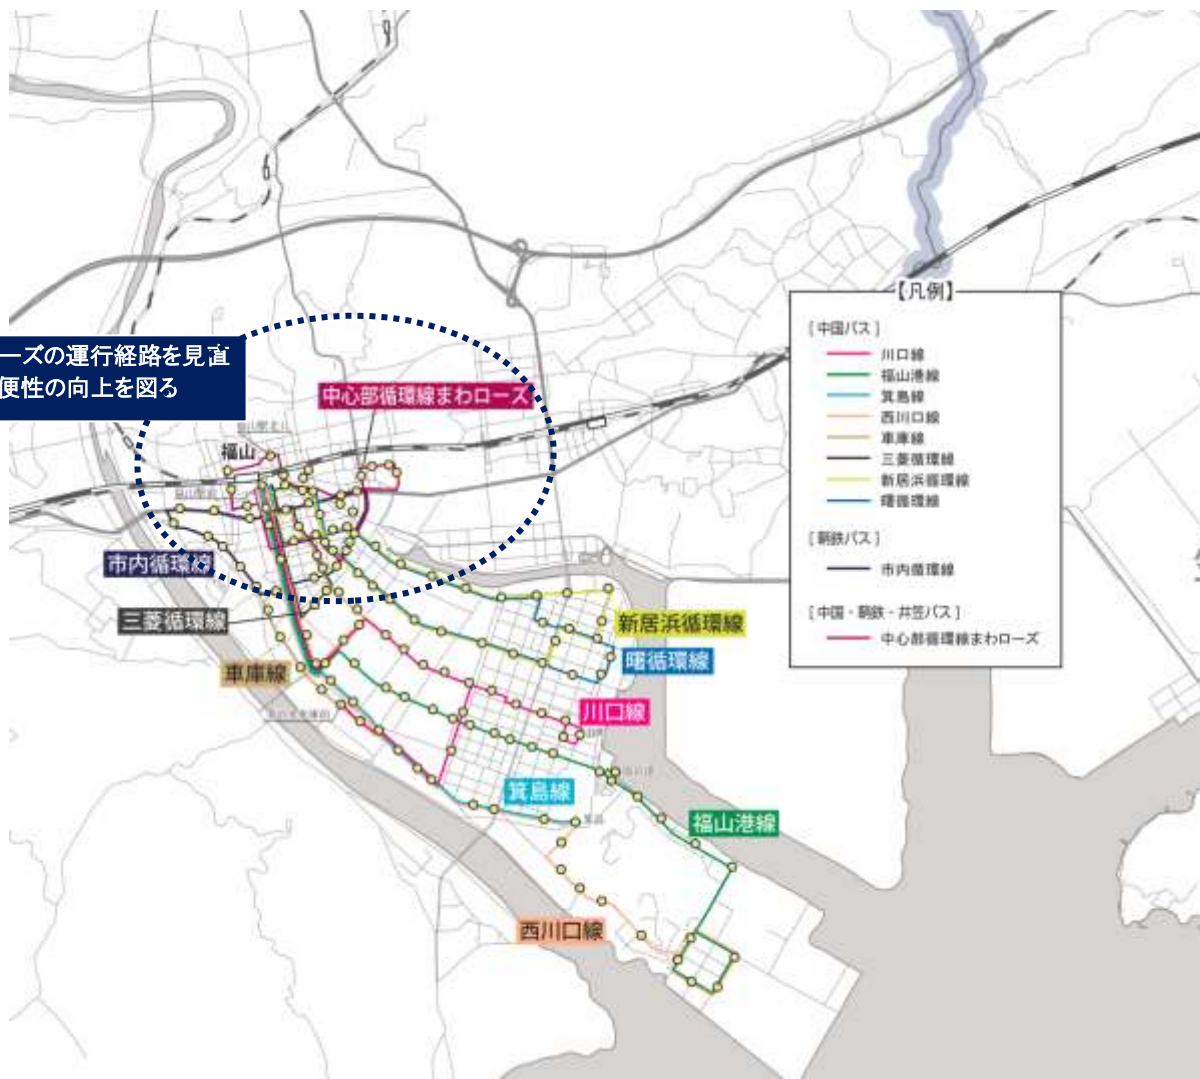 【凡例】
[中国バス]
川口線
福山港線
箕島線
西川口線
車庫線
三菱循環線
新居浜循環線
曙循環線
[鞆鉄バス]
市内循環線
[中国・鞆鉄・井笠バス]
中心部循環線まわローズ
ーズの運行経路を見直
便性の向上を図る
中心部循環線まわローズ
福山
市内循環線
三菱循環線
車庫線
新居浜循環線
曙循環線
川口線
箕島線
福山港線
西川口線